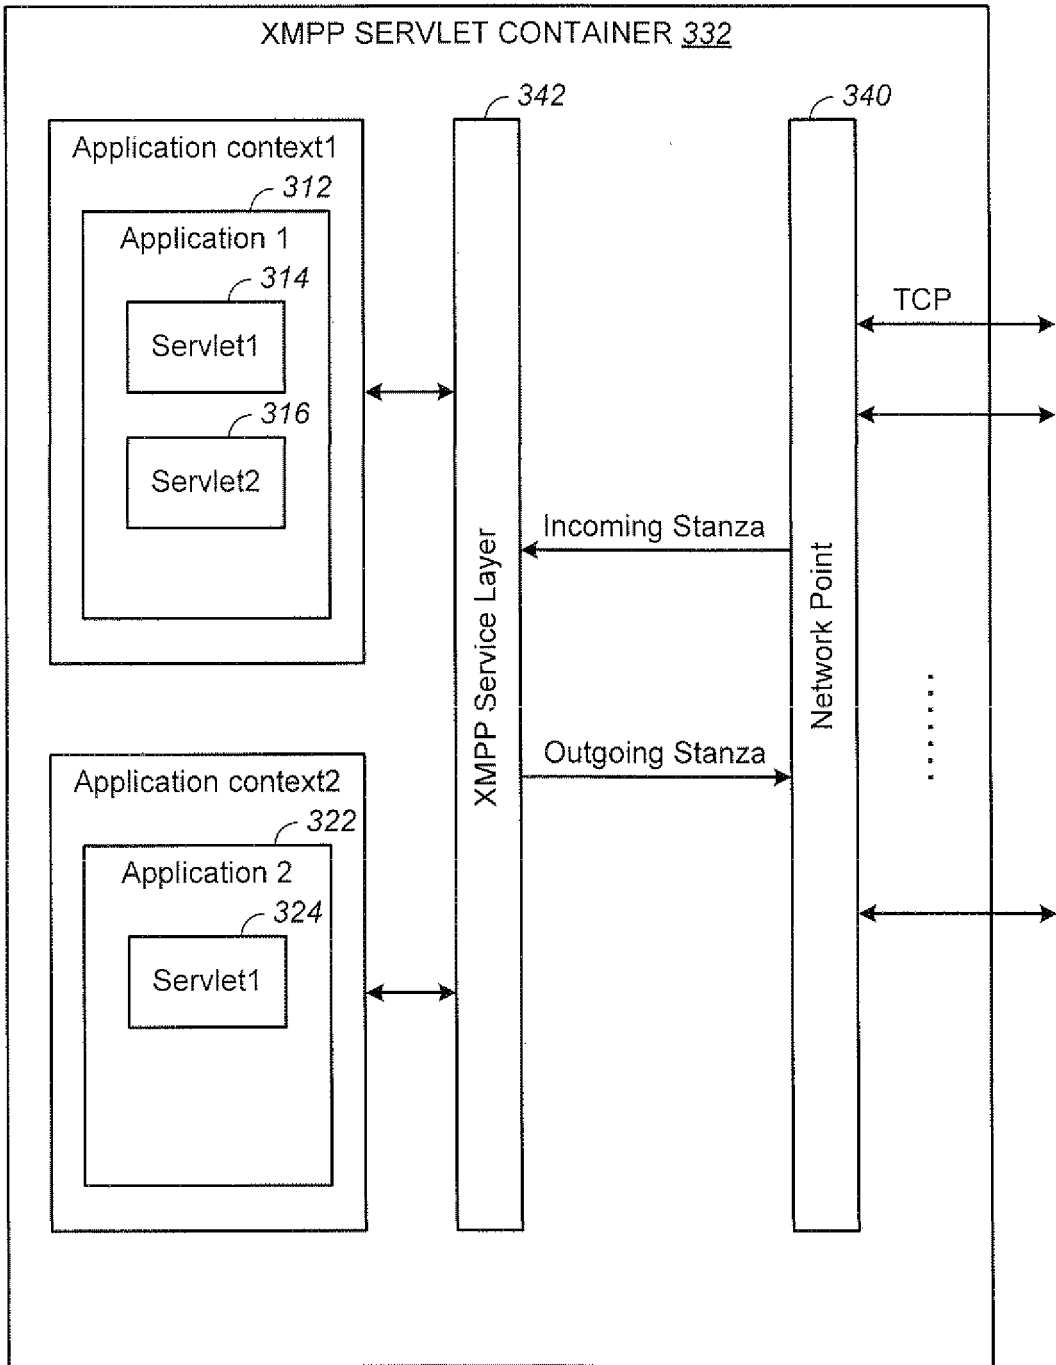 XMPP SERVLET CONTAINER 332
342
340
Application context1
312
Application 1
314
Servlet1
316
Servlet2
TCP
Incoming Stanza
XMPP Service Layer
Network Point
Outgoing Stanza
Application context2
322
Application 2
324
Servlet1